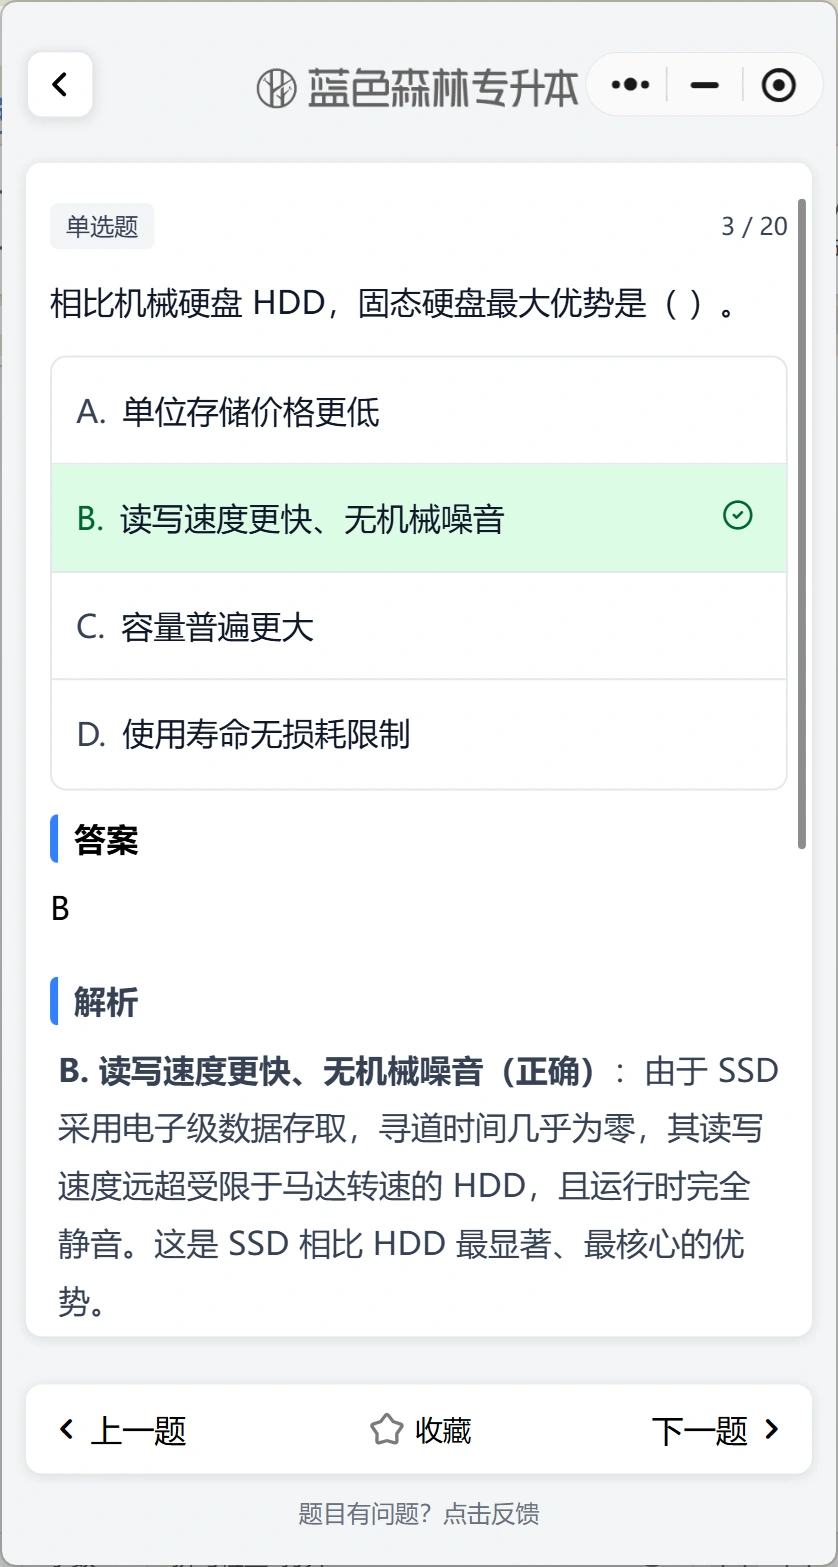 蓝色森林专升本
单选题
3 / 20
相比机械硬盘 HDD，固态硬盘最大优势是（ ）。
A. 单位存储价格更低
B. 读写速度更快、无机械噪音
C. 容量普遍更大
D. 使用寿命无损耗限制
答案
B
解析
B. 读写速度更快、无机械噪音（正确）：由于 SSD
采用电子级数据存取，寻道时间几乎为零，其读写
速度远超受限于马达转速的 HDD，且运行时完全
静音。这是 SSD 相比 HDD 最显著、最核心的优
势。
上一题
收藏
下一题
题目有问题？点击反馈